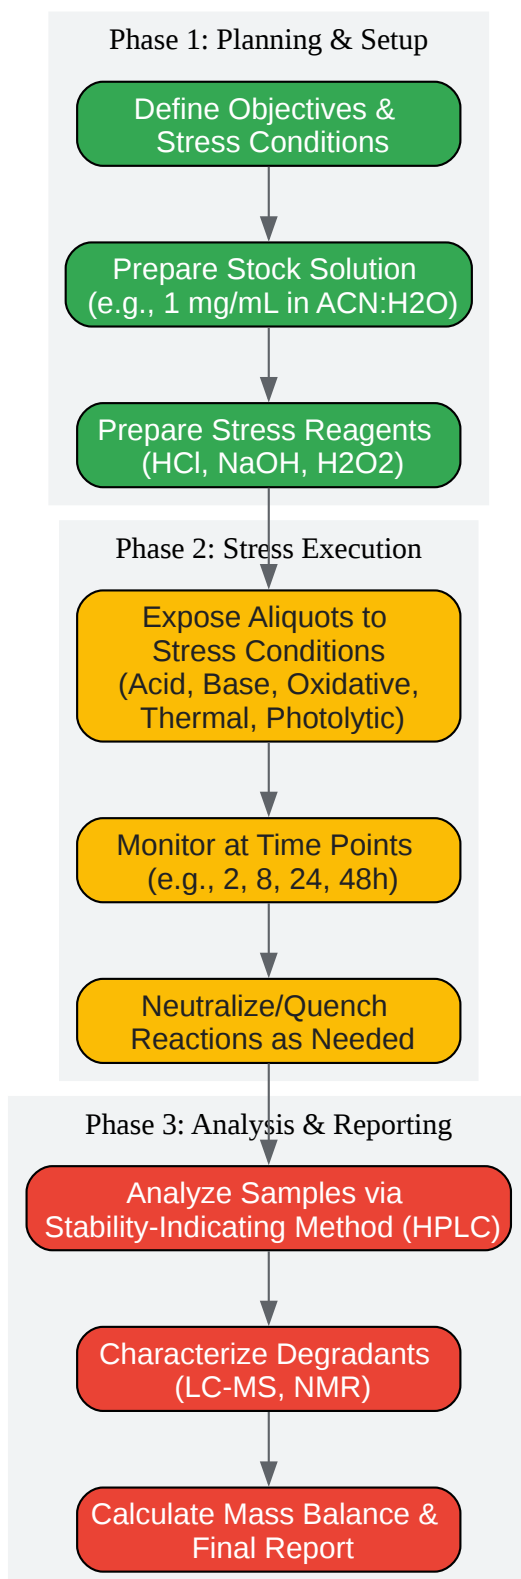 Phase 1: Planning & Setup
Define Objectives &
Stress Conditions
Prepare Stock Solution
(e.g., 1 mg/mL in ACN:H2O)
Prepare Stress Reagents
(HCl, NaOH, H2O2)
Phase 2: Stress Execution
Expose Aliquots to
Stress Conditions
(Acid, Base, Oxidative,
Thermal, Photolytic)
Monitor at Time Points
(e.g., 2, 8, 24, 48h)
Neutralize/Quench
Reactions as Needed
Phase 3: Analysis & Reporting
Analyze Samples via
Stability-Indicating Method (HPLC)
Characterize Degradants
(LC-MS, NMR)
Calculate Mass Balance &
Final Report